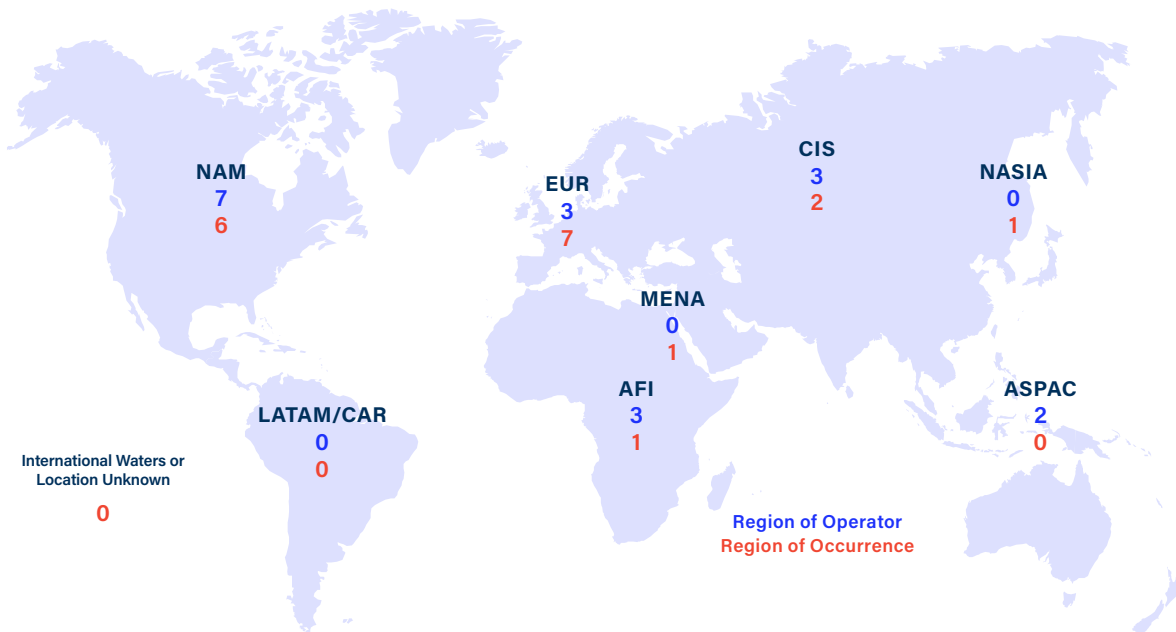 CIS
3
2
NAM
7
6
NASIA
0
1
EUR
3
7
MENA
0
1
AFI
3
1
ASPAC
2
0
LATAM/CAR
0
0
International Waters or
Location Unknown
0
Region of Operator
Region of Occurrence